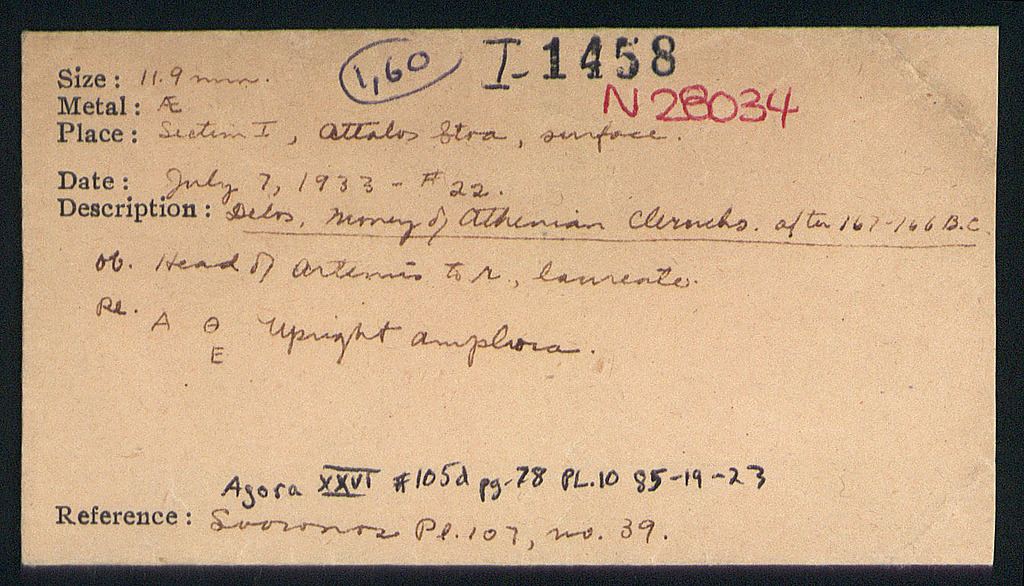 1,60 I-1458
Size: 11.9 mm.
N 28034
Metal: Æ
Place: Section I, Attalos Stoa, surface.
Date: July 7, 1933 - #22.
Description: Delos, Money of Athenian Cleruchs. after 167-166 B.C.
Ob. Head of Artemis to r., laureate.
Re. A Θ Upright amphora.
E
Agora XXVI #105d pg-78 PL.10 85-19-23
Reference: Svoronos Pl. 107, no. 39.